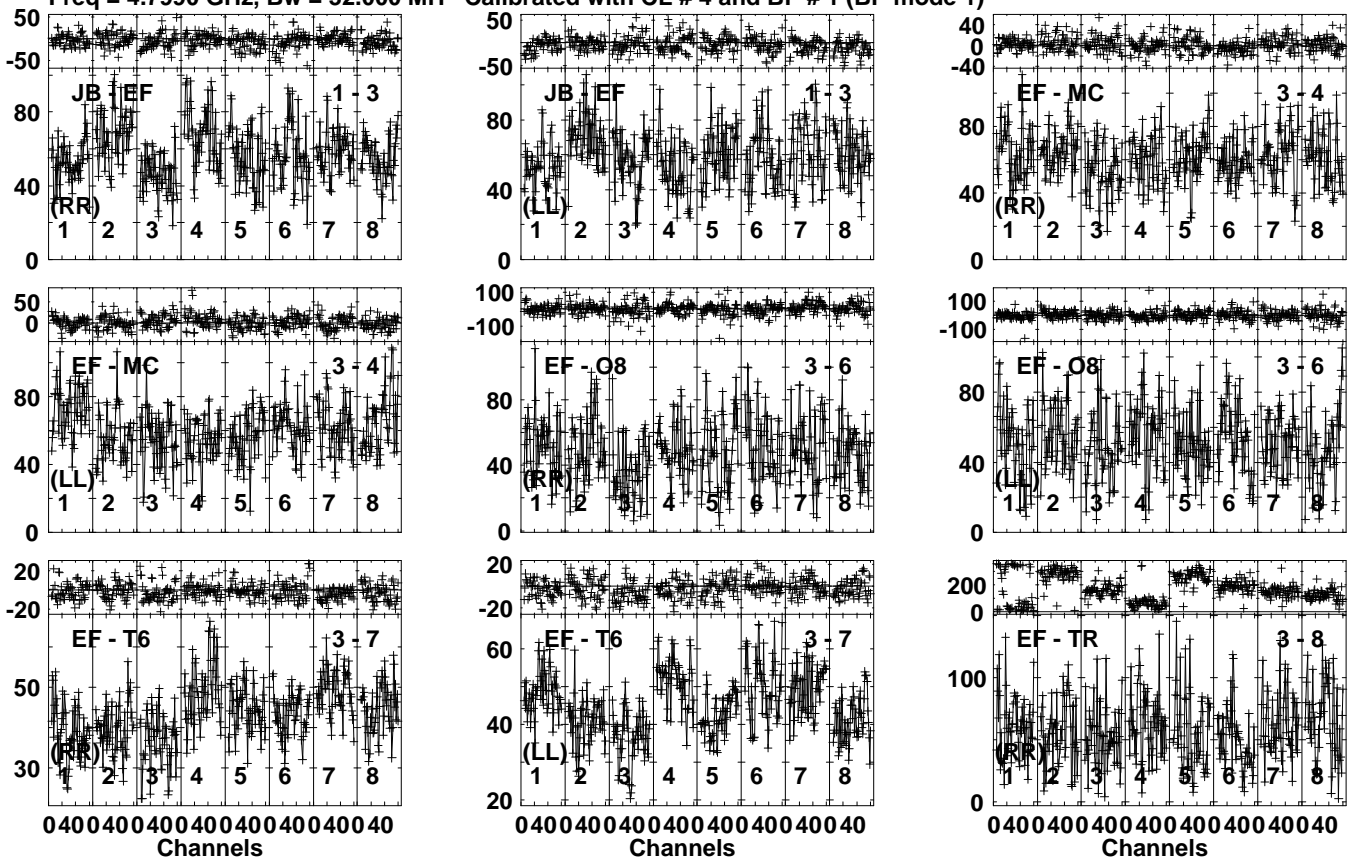 Freq = 4.7990 GHz, Bw = 32.000 MH Calibrated with CL # 4 and BP # 1 (BP mode 1)
50
-50
JB - EF 1 - 3
80
40
0
(RR)
1 2 3 4 5 6 7 8
50
-50
JB - EF 1 - 3
80
40
0
(LL)
1 2 3 4 5 6 7 8
40
0
-40
EF - MC 3 - 4
80
40
0
(RR)
1 2 3 4 5 6 7 8
50
0
EF - MC 3 - 4
80
40
0
(LL)
1 2 3 4 5 6 7 8
100
-100
EF - O8 3 - 6
80
40
0
(RR)
1 2 3 4 5 6 7 8
100
-100
EF - O8 3 - 6
80
40
0
(LL)
1 2 3 4 5 6 7 8
20
-20
EF - T6 3 - 7
50
30
(RR)
1 2 3 4 5 6 7 8
0 40 0 40 0 40 0 40 0 40 0 40 0 40 0 40
Channels
20
-20
EF - T6 3 - 7
60
40
20
(LL)
1 2 3 4 5 6 7 8
0 40 0 40 0 40 0 40 0 40 0 40 0 40 0 40
Channels
200
0
EF - TR 3 - 8
100
0
(RR)
1 2 3 4 5 6 7 8
0 40 0 40 0 40 0 40 0 40 0 40 0 40 0 40
Channels